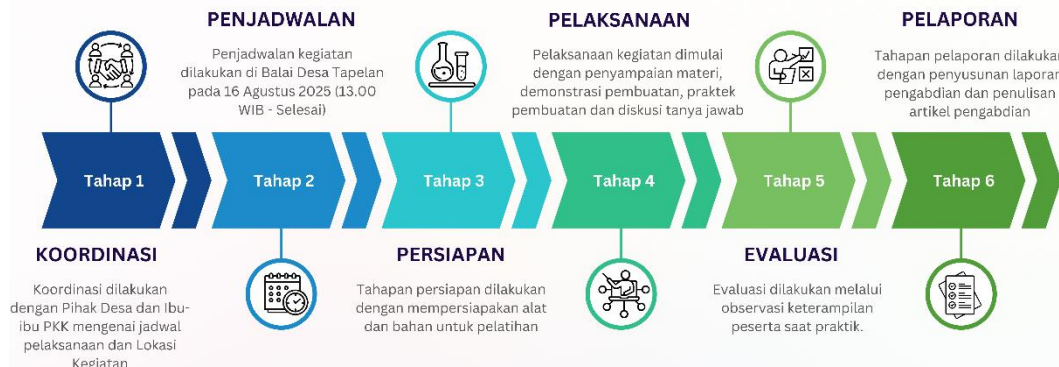 PENJADWALAN
Penjadwalan kegiatan
dilakukan di Balai Desa Tapelan
pada 16 Agustus 2025 (13.00
WIB - Selesai)
PELAKSANAAN
Pelaksanaan kegiatan dimulai
dengan penyampaian materi,
demonstrasi pembuatan, praktek
pembuatan dan diskusi tanya jawab
PELAPORAN
Tahapan pelaporan dilakukan
dengan penyusunan laporan
pengabdian dan penulisan
artikel pengabdian
Tahap 1
Tahap 2
Tahap 3
Tahap 4
Tahap 5
Tahap 6
KOORDINASI
Koordinasi dilakukan
dengan Pihak Desa dan Ibu-
ibu PKK mengenai jadwal
pelaksanaan dan Lokasi
Kegiatan
PERSIAPAN
Tahapan persiapan dilakukan
dengan mempersiapakan alat
dan bahan untuk pelatihan
EVALUASI
Evaluasi dilakukan melalui
observasi keterampilan
peserta saat praktik.